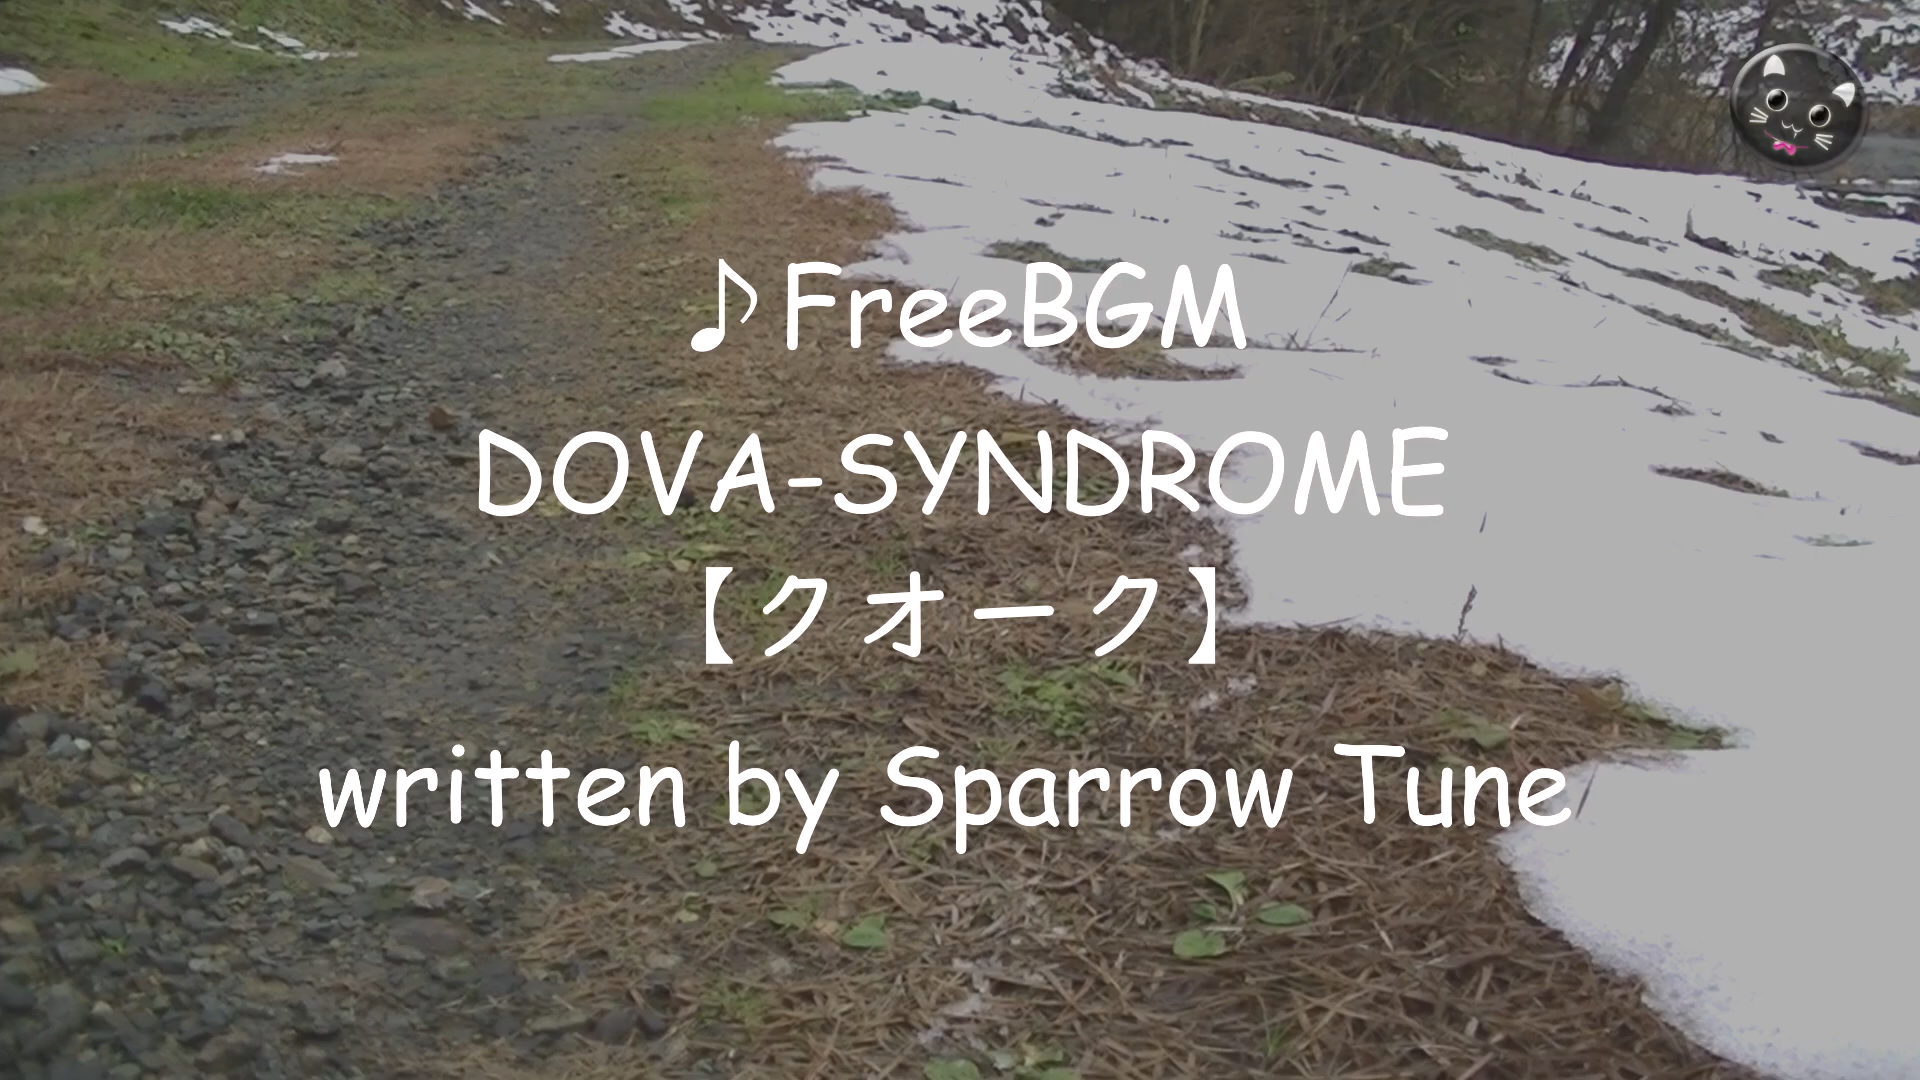 ♪FreeBGM
DOVA-SYNDROME
【クオーク】
written by Sparrow Tune